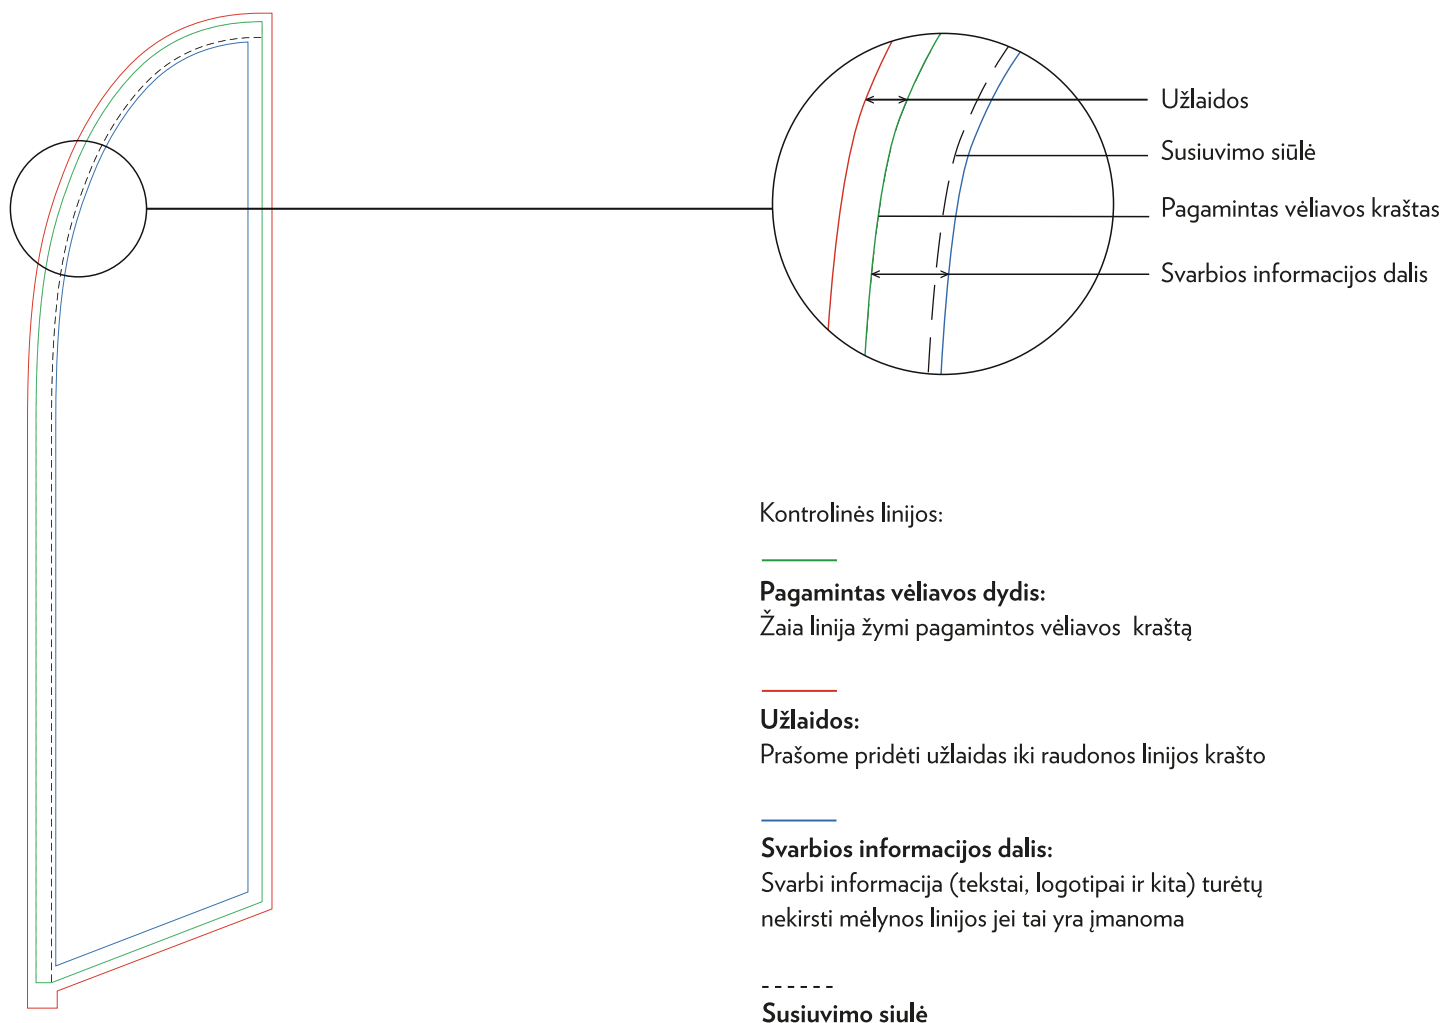 Užlaidos
Susiuvimo siūlė
Pagamintas vėliavos kraštas
Svarbios informacijos dalis
Kontrolinės linijos:
Pagamintas vėliavos dydis:
Žaia linija žymi pagamintos vėliavos kraštą
Užlaidos:
Prašome pridėti užlaidas iki raudonos linijos krašto
Svarbios informacijos dalis:
Svarbi informacija (tekstai, logotipai ir kita) turėtų
nekirsti mėlynos linijos jei tai yra įmanoma
Susiuvimo siulė